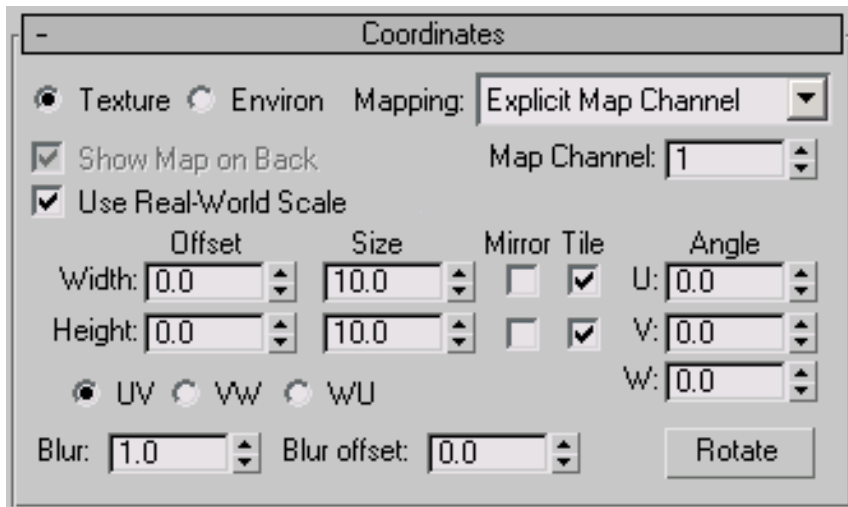 - Coordinates
Texture Environ Mapping: Explicit Map Channel
Show Map on Back Map Channel: 1
Use Real-World Scale
Offset Size Mirror Tile Angle
Width: 0.0 10.0 U: 0.0
Height: 0.0 10.0 V: 0.0
UV VW WU W: 0.0
Blur: 1.0 Blur offset: 0.0 Rotate